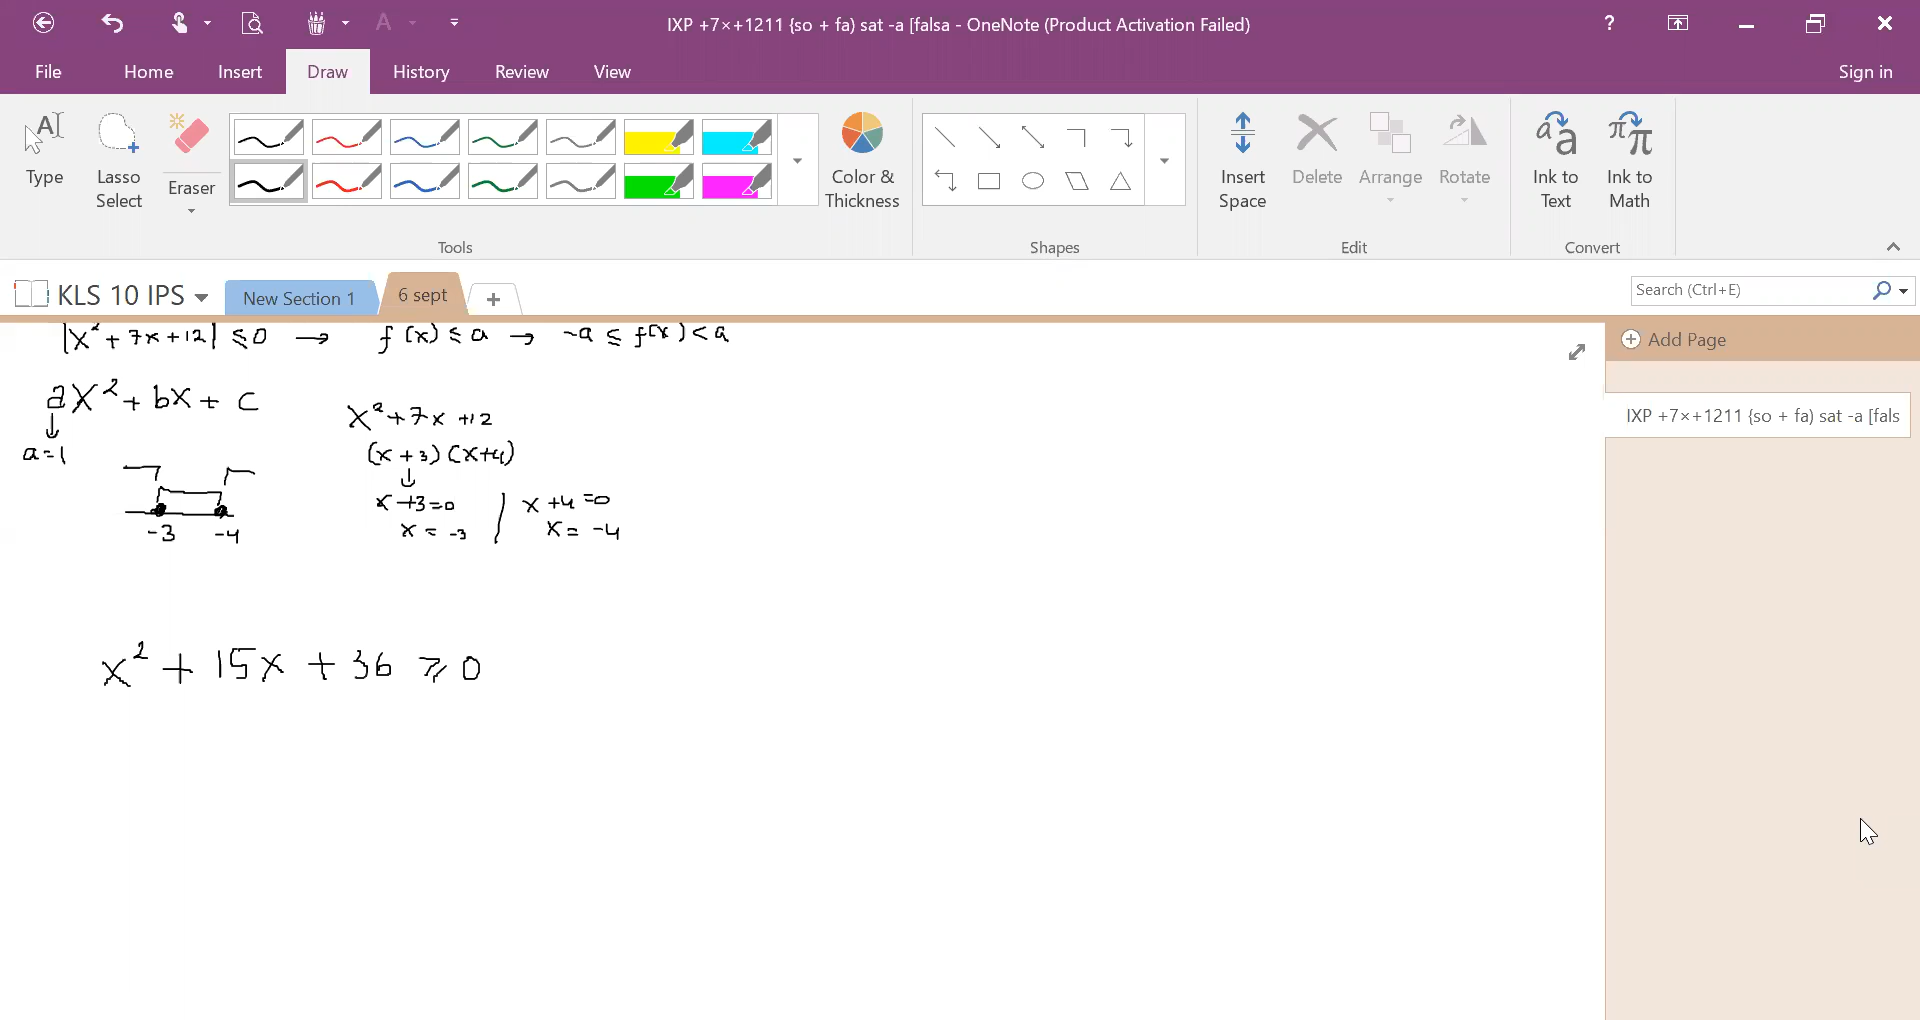 IXP +7×+1211 {so + fa) sat -a [falsa - OneNote (Product Activation Failed)
?
File Home Insert Draw History Review View Sign in
Type
Lasso Select
Eraser
Color & Thickness
Insert Space
Delete
Arrange
Rotate
Ink to Text
Ink to Math
Tools Shapes Edit Convert
KLS 10 IPS New Section 1 6 sept +
Search (Ctrl+E)
Add Page
IXP +7×+1211 {so + fa) sat -a [fals
|x² + 7x + 12| ≤ 0 → f (x) ≤ a → -a ≤ f(x) < a
ax² + bx + c
↓
a = 1
x² + 7x + 12
(x + 3) (x+4)
↓
x + 3 = 0 / x + 4 = 0
x = -3 x = -4
-3 -4
x² + 15x + 36 ⩾ 0